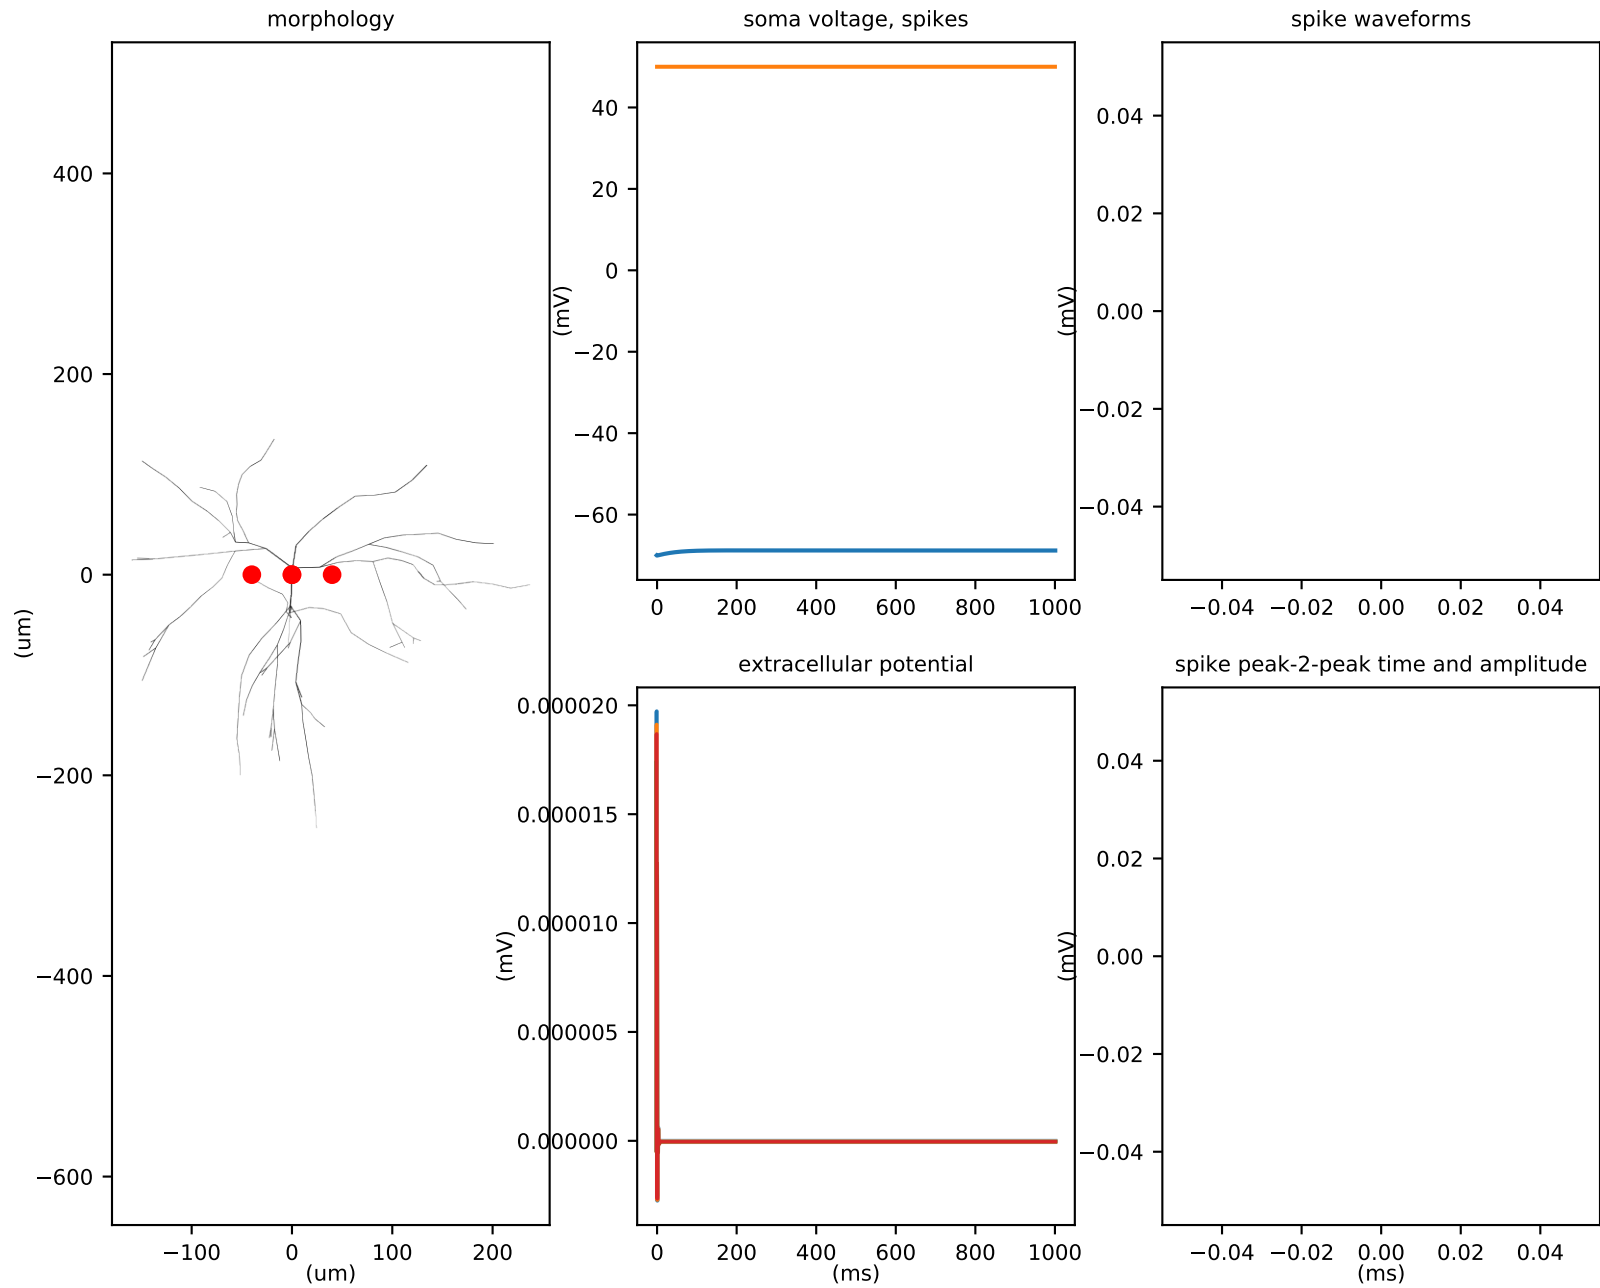 morphology
400
200
0
−200
−400
−600
(um)
−100 0 100 200
(um)
soma voltage, spikes
40
20
0
−20
−40
−60
(mV)
0 200 400 600 800 1000
spike waveforms
0.04
0.02
0.00
−0.02
−0.04
(mV)
−0.04 −0.02 0.00 0.02 0.04
extracellular potential
0.000020
0.000015
0.000010
0.000005
0.000000
(mV)
0 200 400 600 800 1000
(ms)
spike peak-2-peak time and amplitude
0.04
0.02
0.00
−0.02
−0.04
(mV)
−0.04 −0.02 0.00 0.02 0.04
(ms)